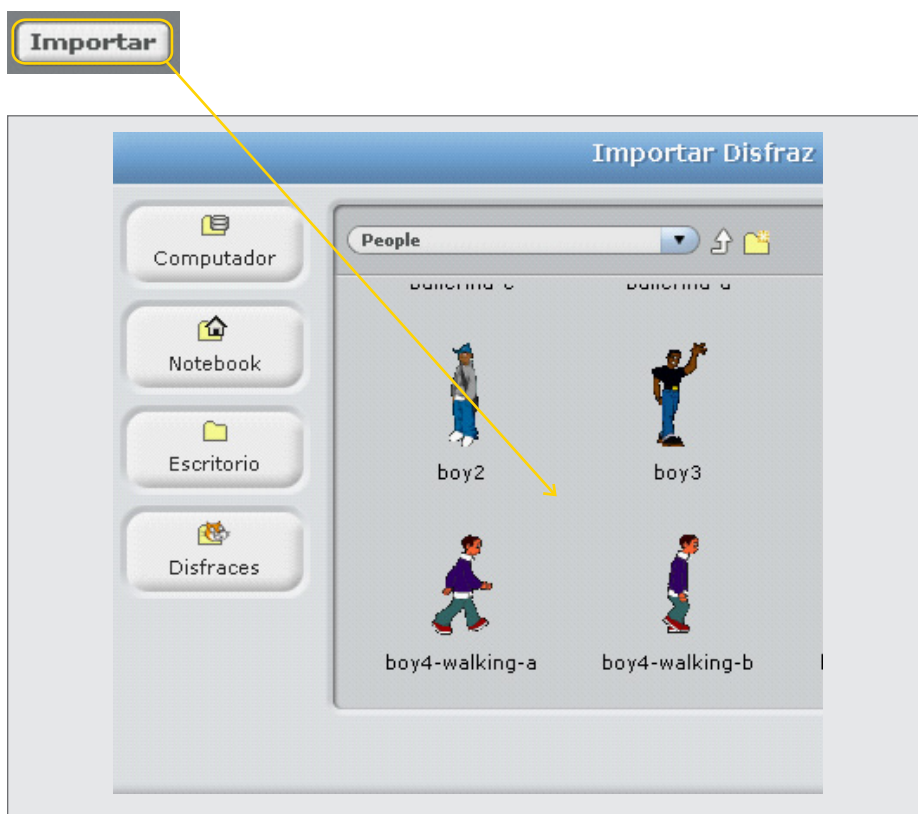 Importar
Importar Disfraz
Computador
People
Notebook
Escritorio
Disfraces
boy2 boy3
boy4-walking-a boy4-walking-b